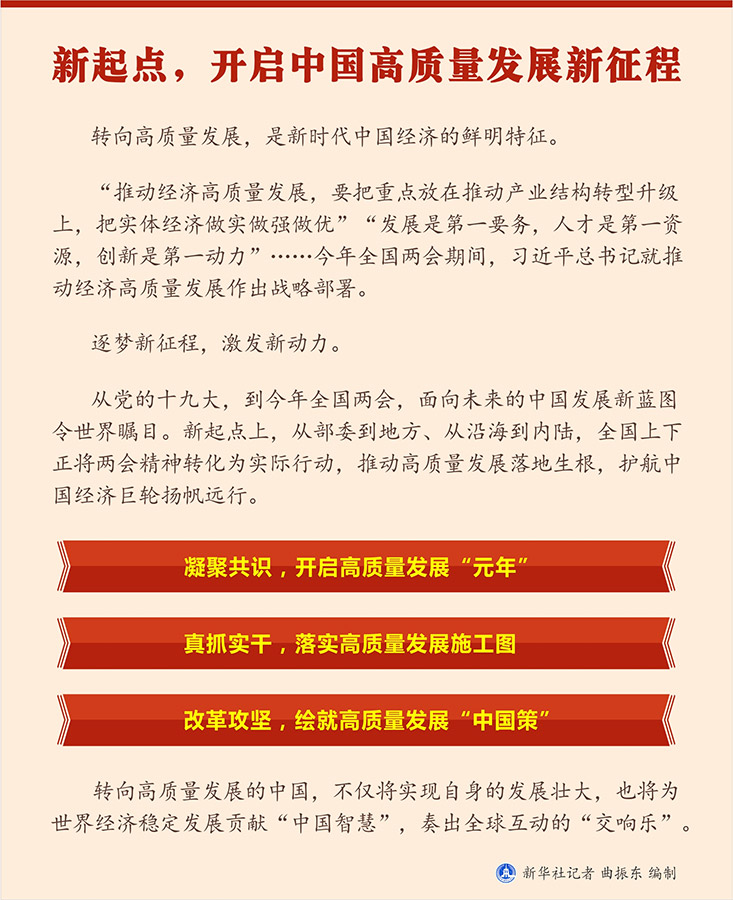 新起点，开启中国高质量发展新征程
转向高质量发展，是新时代中国经济的鲜明特征。
“推动经济高质量发展，要把重点放在推动产业结构转型升级
上，把实体经济做实做强做优”“发展是第一要务，人才是第一资
源，创新是第一动力”……今年全国两会期间，习近平总书记就推
动经济高质量发展作出战略部署。
逐梦新征程，激发新动力。
从党的十九大，到今年全国两会，面向未来的中国发展新蓝图
令世界瞩目。新起点上，从部委到地方、从沿海到内陆，全国上下
正将两会精神转化为实际行动，推动高质量发展落地生根，护航中
国经济巨轮扬帆远行。
凝聚共识，开启高质量发展“元年”
真抓实干，落实高质量发展施工图
改革攻坚，绘就高质量发展“中国策”
转向高质量发展的中国，不仅将实现自身的发展壮大，也将为
世界经济稳定发展贡献“中国智慧”，奏出全球互动的“交响乐”。
新华社记者 曲振东 编制